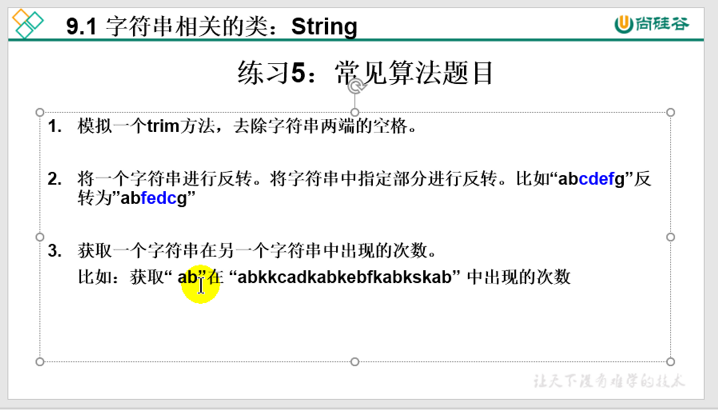 9.1 字符串相关的类：String
尚硅谷
练习5：常见算法题目
1. 模拟一个trim方法，去除字符串两端的空格。
2. 将一个字符串进行反转。将字符串中指定部分进行反转。比如“abcdefg”反
转为”abfedcg”
3. 获取一个字符串在另一个字符串中出现的次数。
比如：获取“ ab”在 “abkkcadkabkebfkabkskab” 中出现的次数
让天下没有难学的技术